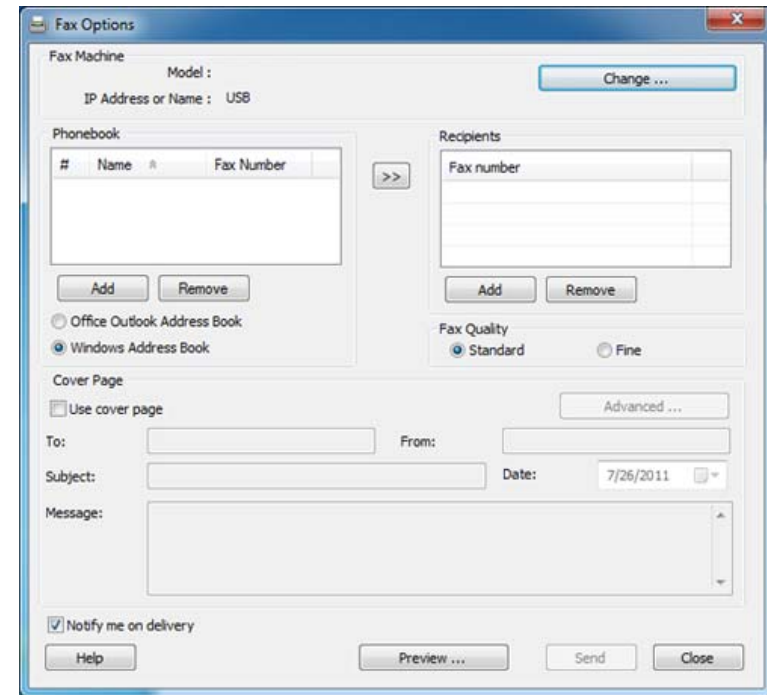 Fax Options
Fax Machine
Model :
Change ...
IP Address or Name : USB
Phonebook
Recipients
# Name Fax Number
Fax number
>>
Add Remove
Add Remove
Office Outlook Address Book
Windows Address Book
Fax Quality
Standard Fine
Cover Page
Use cover page
Advanced ...
To: From:
Subject: Date: 7/26/2011
Message:
Notify me on delivery
Help Preview ... Send Close